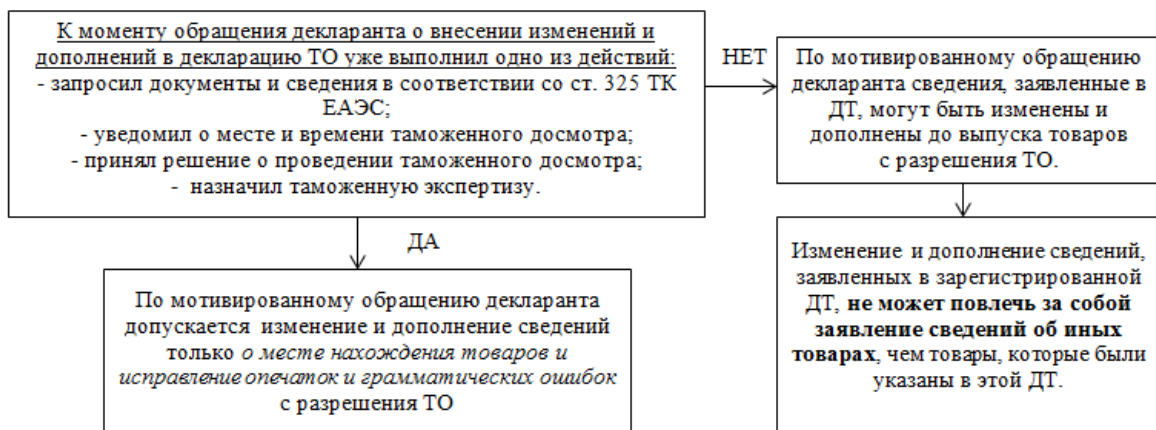 К моменту обращения декларанта о внесении изменений и
дополнений в декларацию ТО уже выполнил одно из действий:
- запросил документы и сведения в соответствии со ст. 325 ТК
ЕАЭС;
- уведомил о месте и времени таможенного досмотра;
- принял решение о проведении таможенного досмотра;
- назначил таможенную экспертизу.
НЕТ
По мотивированному обращению
декларанта сведения, заявленные в
ДТ, могут быть изменены и
дополнены до выпуска товаров
с разрешения ТО.
ДА
По мотивированному обращению декларанта
допускается изменение и дополнение сведений
только о месте нахождения товаров и
исправление опечаток и грамматических ошибок
с разрешения ТО
Изменение и дополнение сведений,
заявленных в зарегистрированной
ДТ, не может повлечь за собой
заявление сведений об иных
товарах, чем товары, которые были
указаны в этой ДТ.